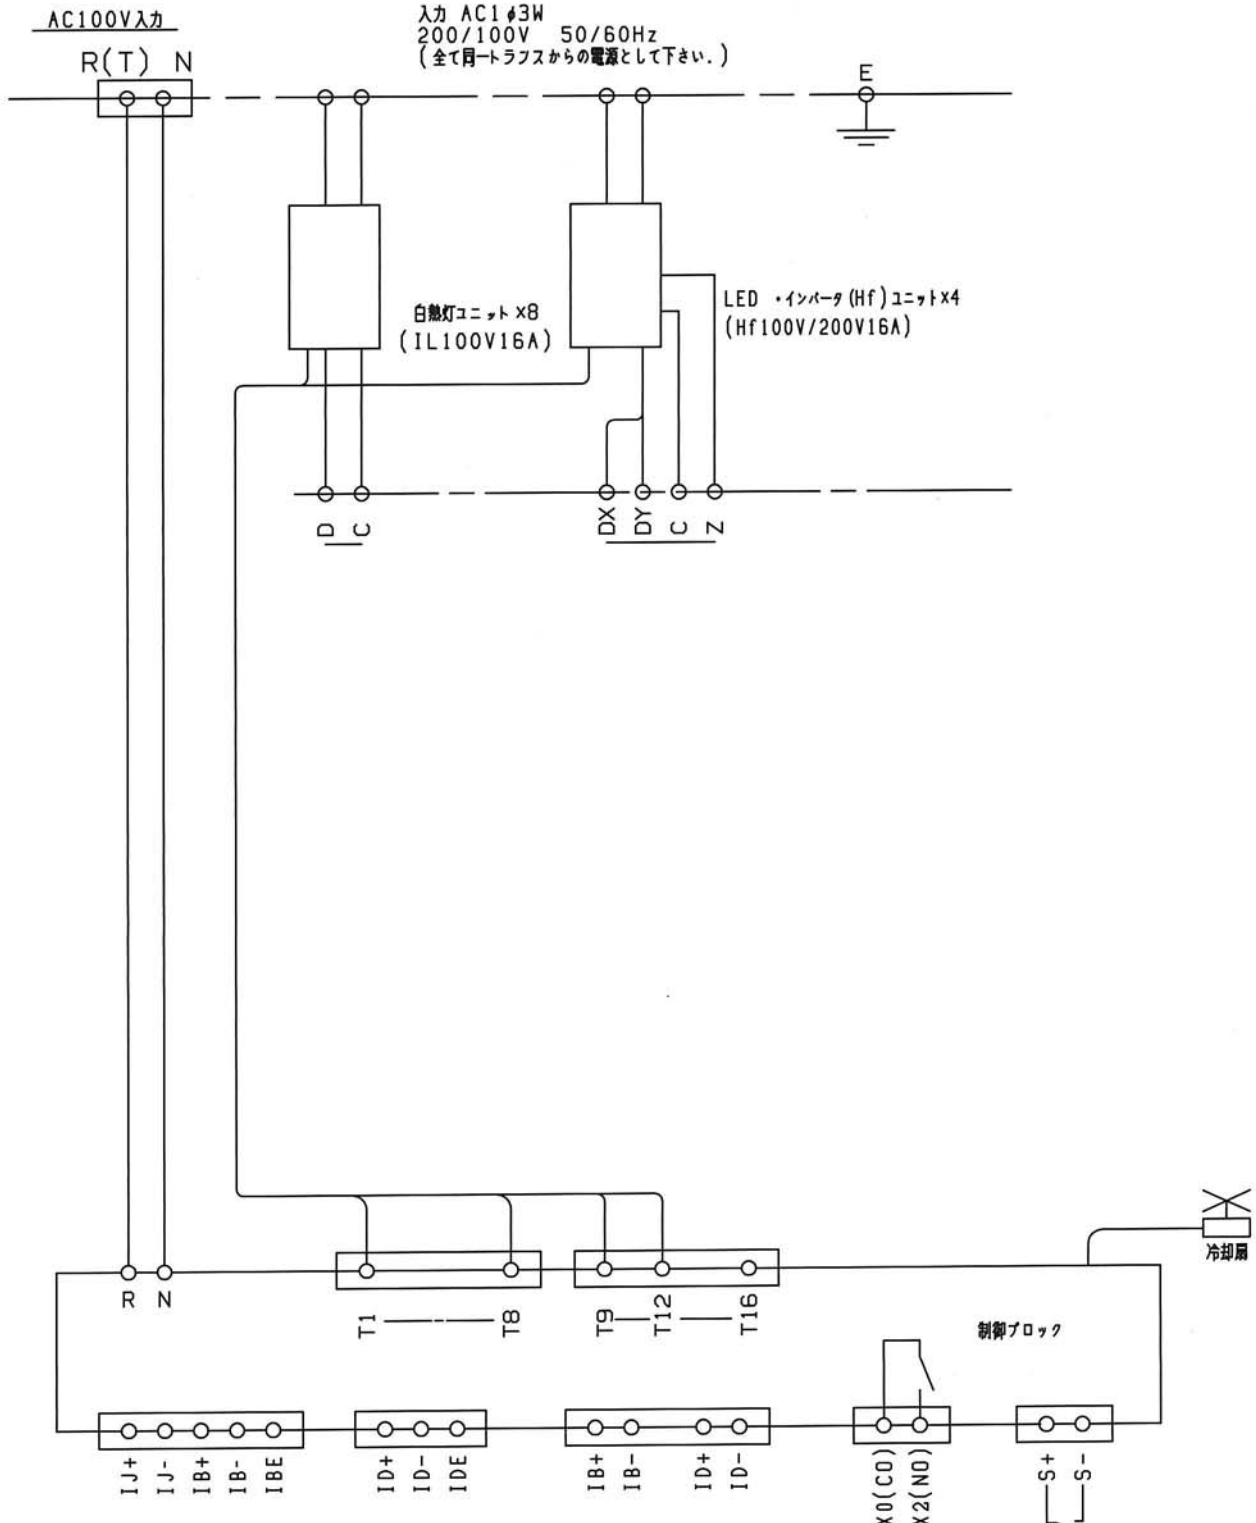 AC100V入力
R(T) N
入力 AC1φ3W
200/100V 50/60Hz
(全て同一トランスからの電源として下さい.)
E
白熱灯ユニット×8
(IL100V16A)
LED ・インバータ(Hf)ユニット×4
(Hf100V/200V16A)
D
C
DX
DY
C
Z
冷却扇
R N
T1
T8
T9
T12
T16
制御ブロック
IJ+
IJ-
IB+
IB-
IBE
ID+
ID-
IDE
IB+
IB-
ID+
ID-
X0(CO)
X2(NO)
S+
S-